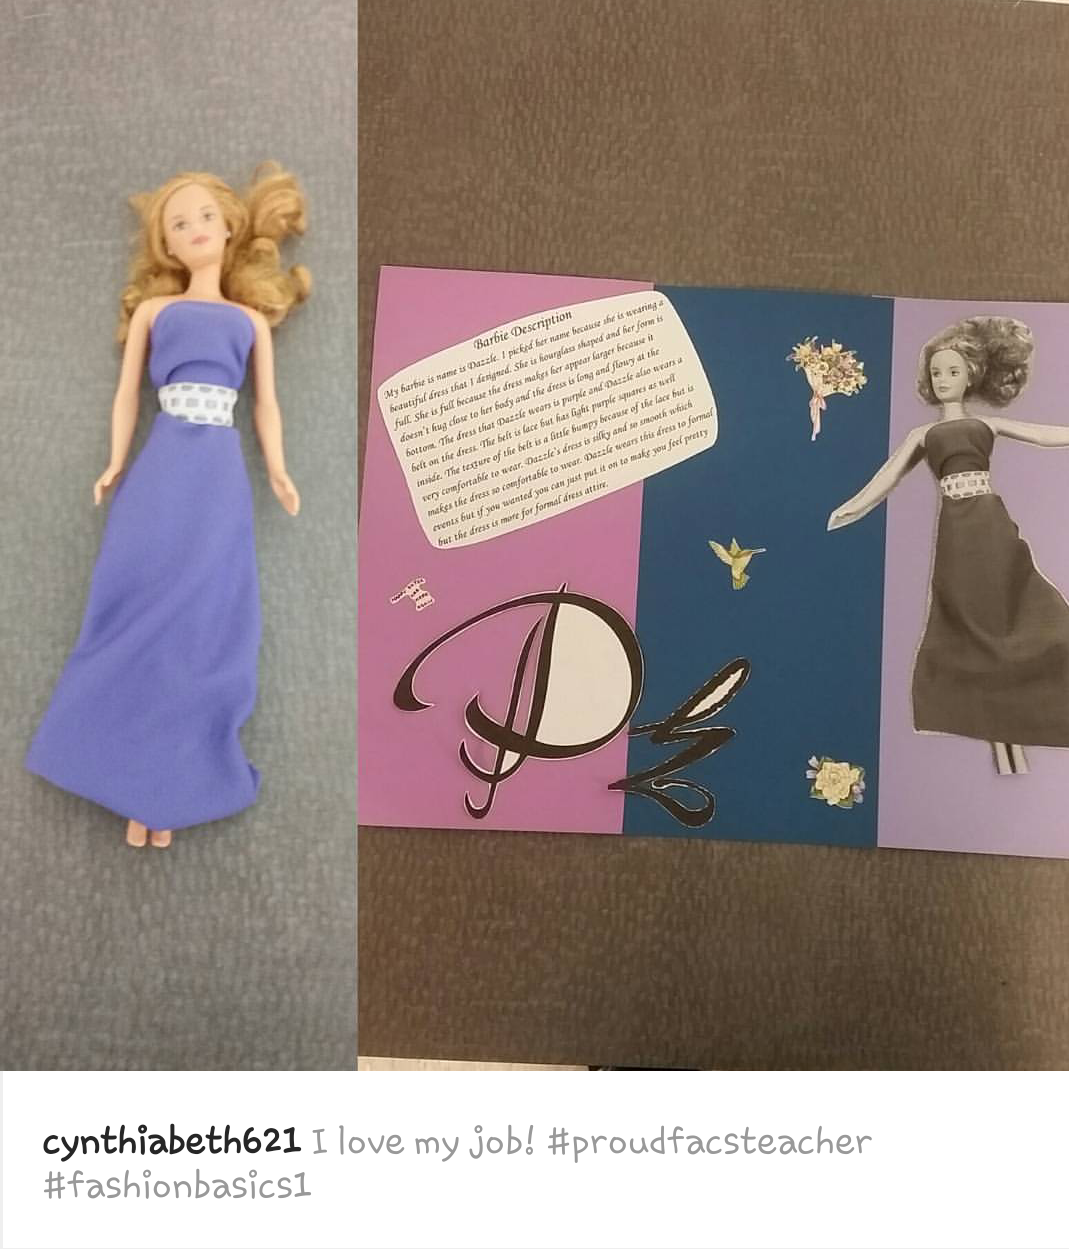 Barbie Description
My barbie is name is Dazzle. I picked her name because she is wearing a
beautiful dress that I designed. She is hourglass shaped and her form is
full. She is full because the dress makes her appear larger because it
doesn't hug close to her body and the dress is long and flowy at the
bottom. The dress that Dazzle wears is purple and Dazzle also wears a
belt on the dress. The belt is lace but has light purple squares as well
inside. The texture of the belt is a little bumpy because of the lace but is
very comfortable to wear. Dazzle's dress is silky and so smooth which
makes the dress so comfortable to wear. Dazzle wears this dress to formal
events but if you wanted you can just put it on to make you feel pretty
but the dress is more for formal dress attire.
cynthiabeth621 I love my job! #proudfacsteacher
#fashionbasics1